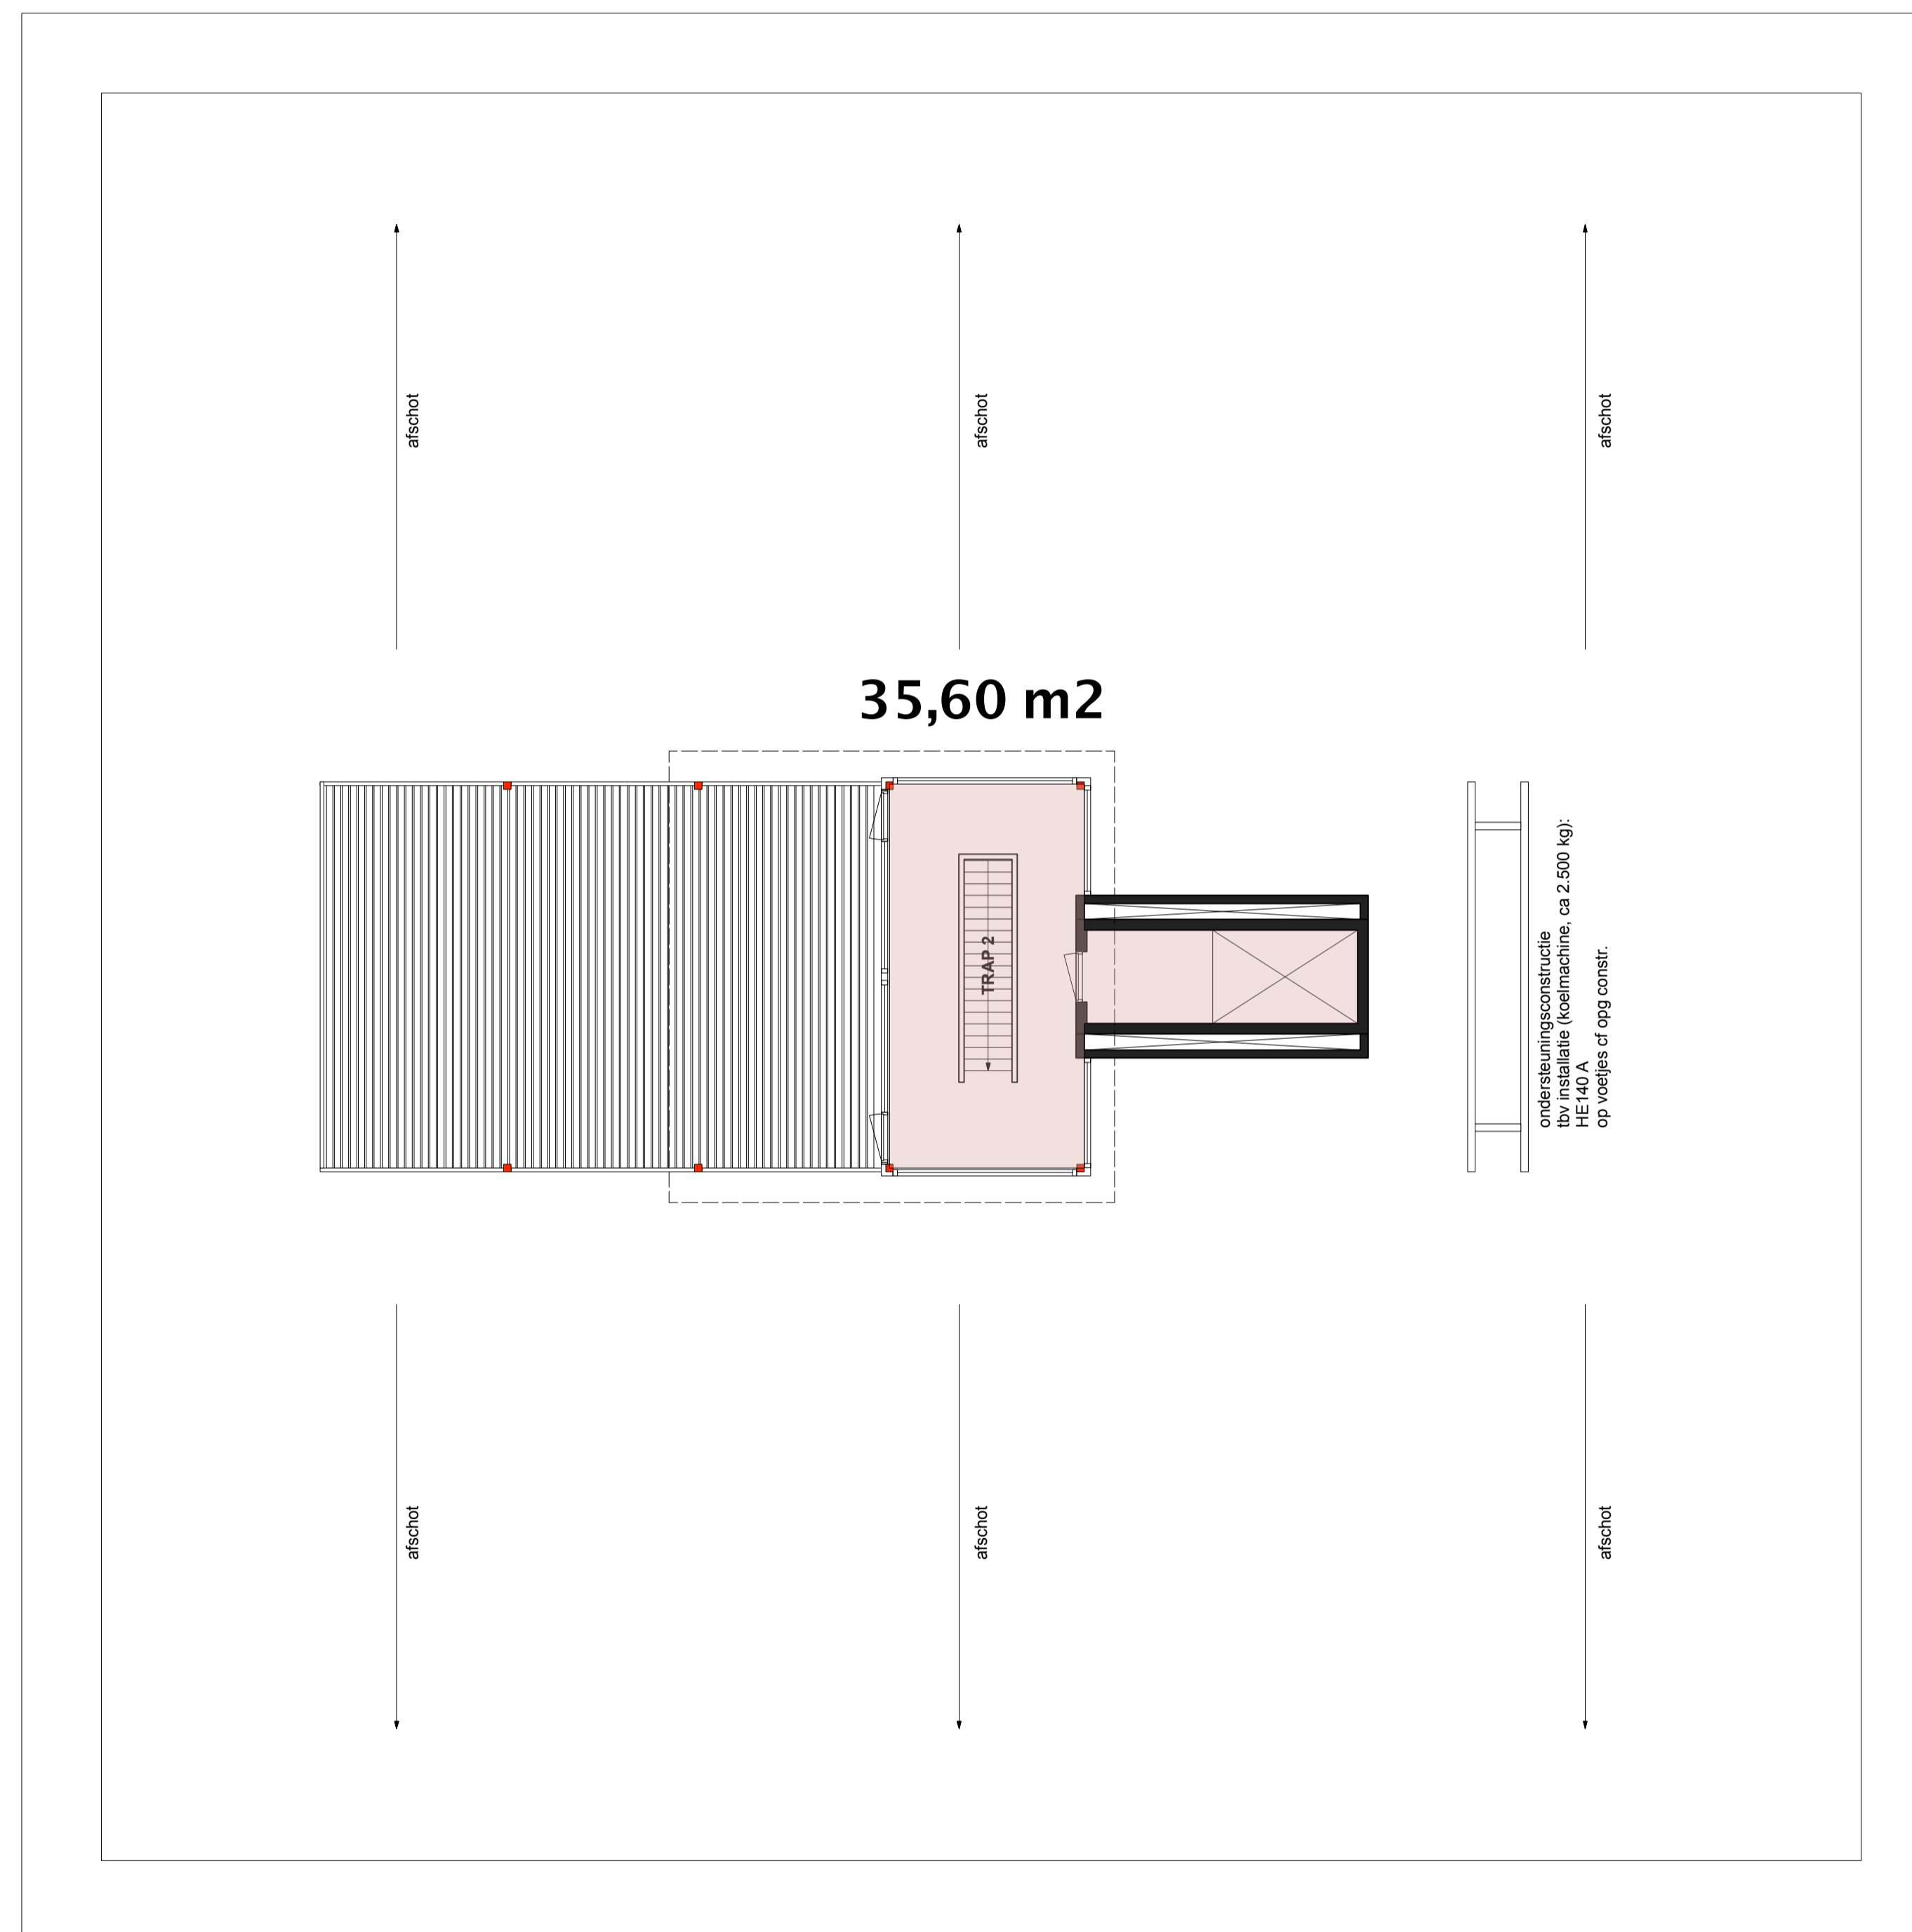 afschot
afschot
afschot
35,60 m2
TRAP 2
ondersteuningsconstructie
tbv installatie (koelmachine, ca 2.500 kg):
HE140 A
op voetjes cf opg constr.
afschot
afschot
afschot